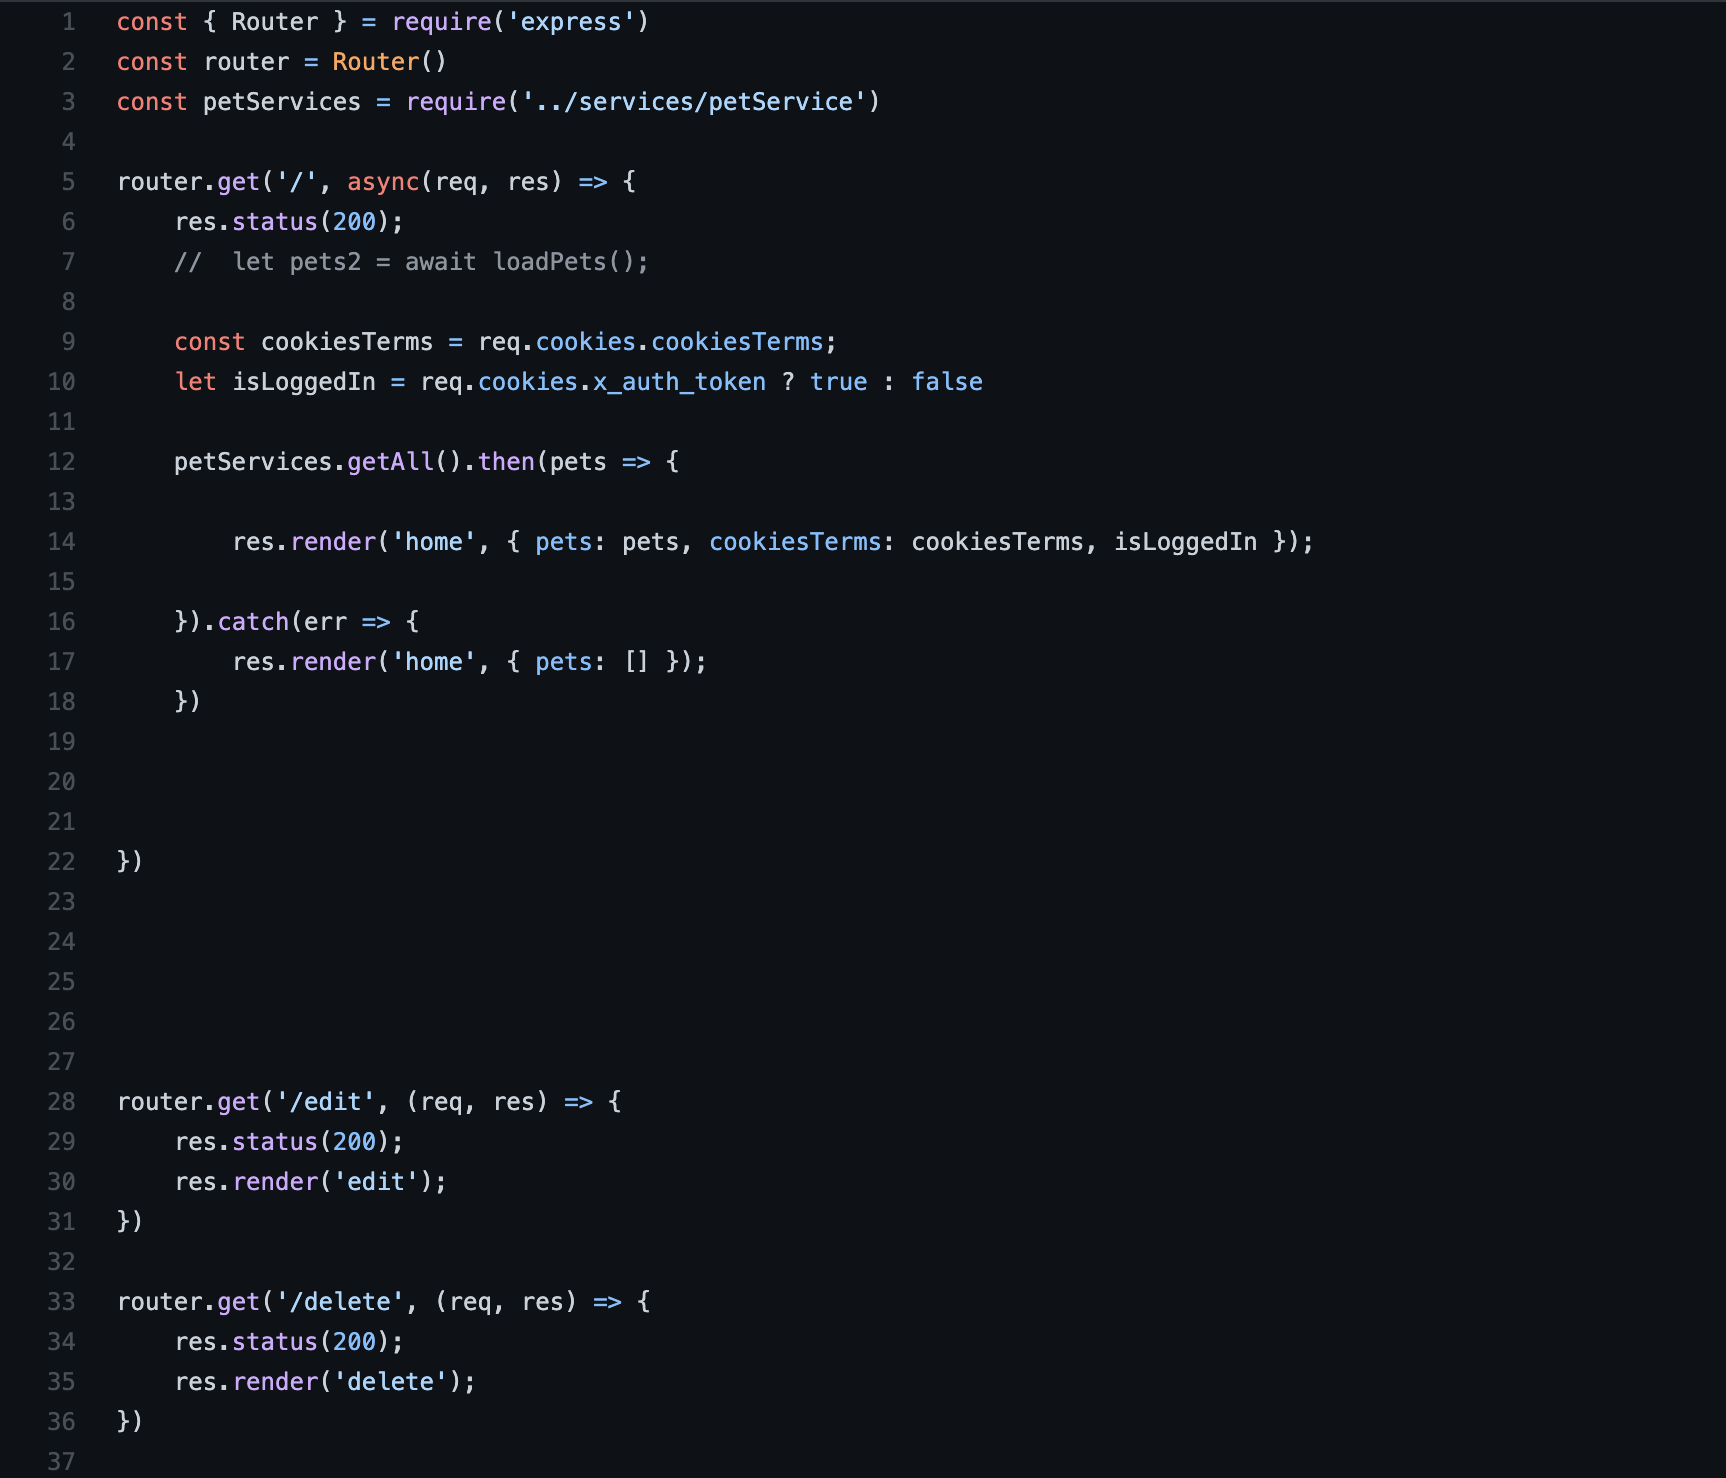 1 const { Router } = require('express')
2 const router = Router()
3 const petServices = require('../services/petService')
4
5 router.get('/', async(req, res) => {
6     res.status(200);
7     //  let pets2 = await loadPets();
8
9     const cookiesTerms = req.cookies.cookiesTerms;
10     let isLoggedIn = req.cookies.x_auth_token ? true : false
11
12     petServices.getAll().then(pets => {
13
14         res.render('home', { pets: pets, cookiesTerms: cookiesTerms, isLoggedIn });
15
16     }).catch(err => {
17         res.render('home', { pets: [] });
18     })
19
20
21
22 })
23
24
25
26
27
28 router.get('/edit', (req, res) => {
29     res.status(200);
30     res.render('edit');
31 })
32
33 router.get('/delete', (req, res) => {
34     res.status(200);
35     res.render('delete');
36 })
37